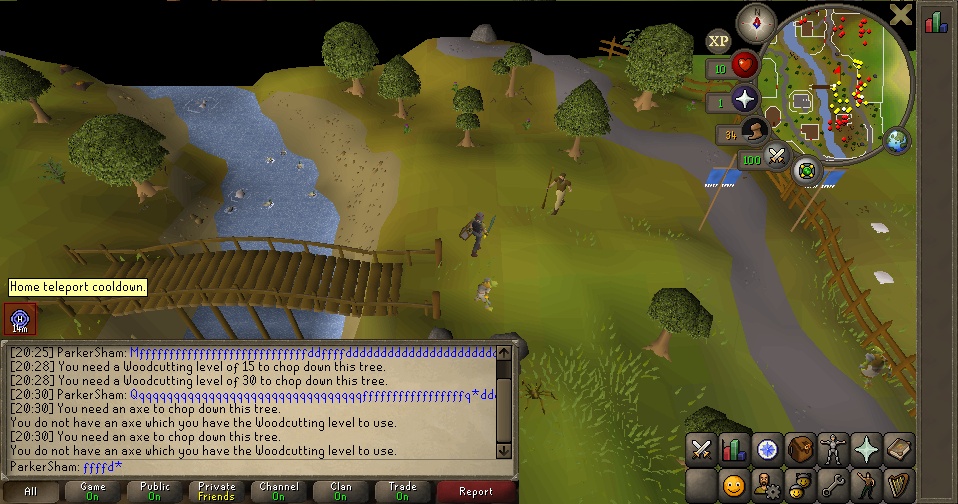 XP
10
1
34
100
Home teleport cooldown.
14m
[20:25] ParkerSham:
[20:28] You need a Woodcutting level of 15 to chop down this tree.
[20:28] You need a Woodcutting level of 30 to chop down this tree.
[20:30] ParkerSham:
[20:30] You need an axe to chop down this tree.
You do not have an axe which you have the Woodcutting level to use.
[20:30] You need an axe to chop down this tree.
You do not have an axe which you have the Woodcutting level to use.
ParkerSham: ffffd*
All Game Public Private Channel Clan Trade Report
On On Friends On On On